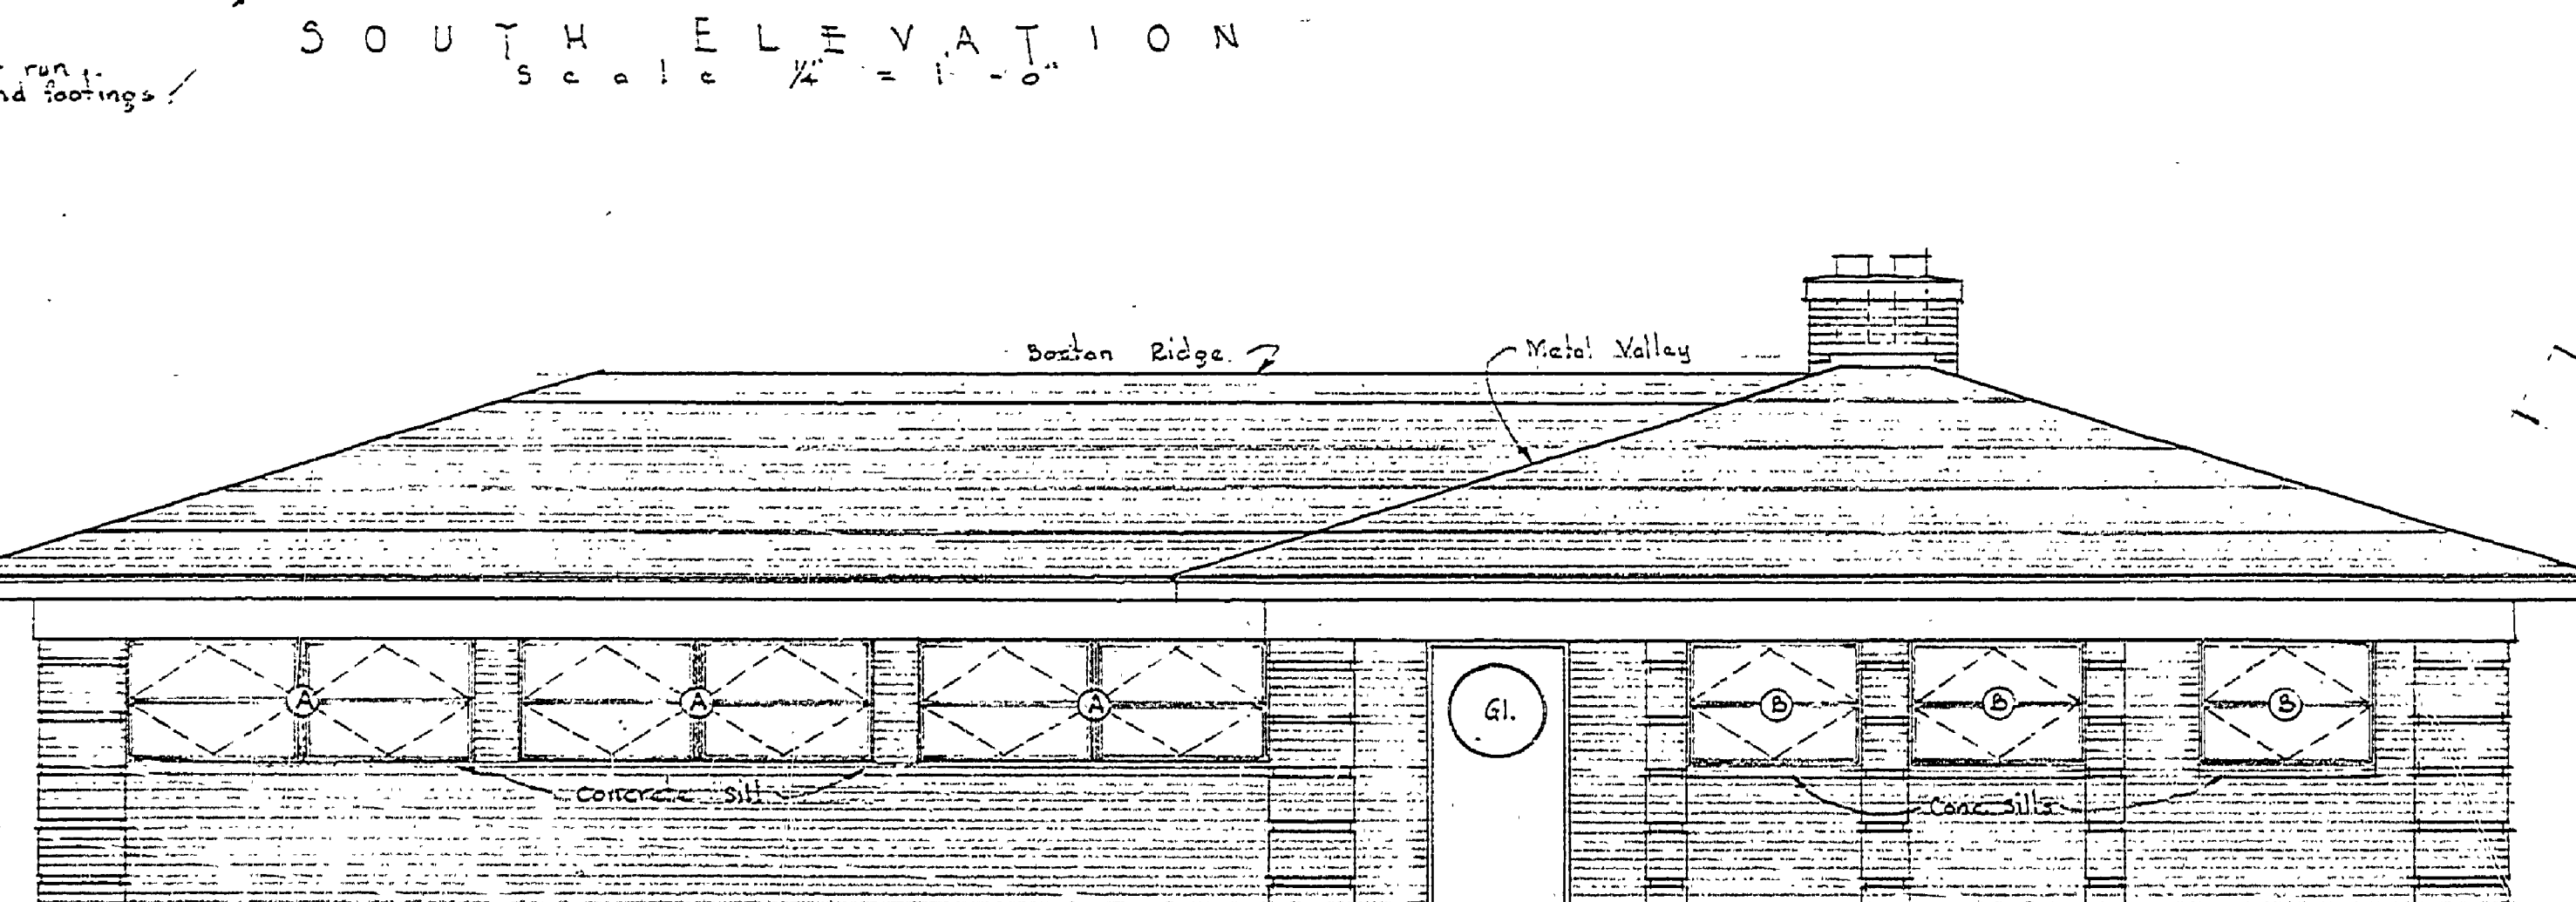 SOUTH ELEVATION
Scale 1/4" = 1'-0"
run
footings
Boston Ridge
Metal Valley
A A A Gl. B B B
concrete sill
Conc. sills